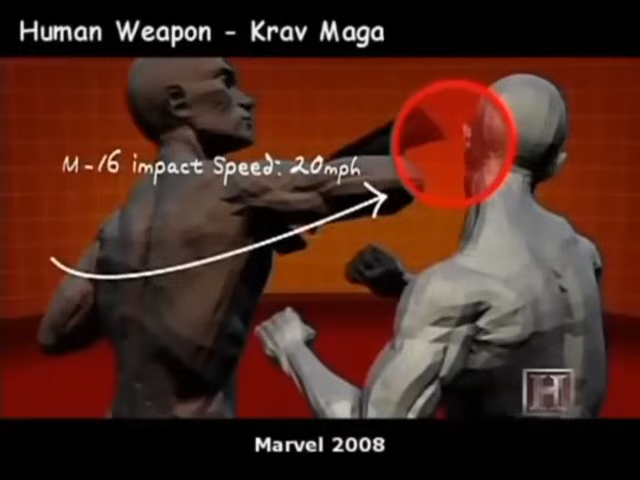 Human Weapon - Krav Maga
M-16 impact Speed: 20mph
H
Marvel 2008